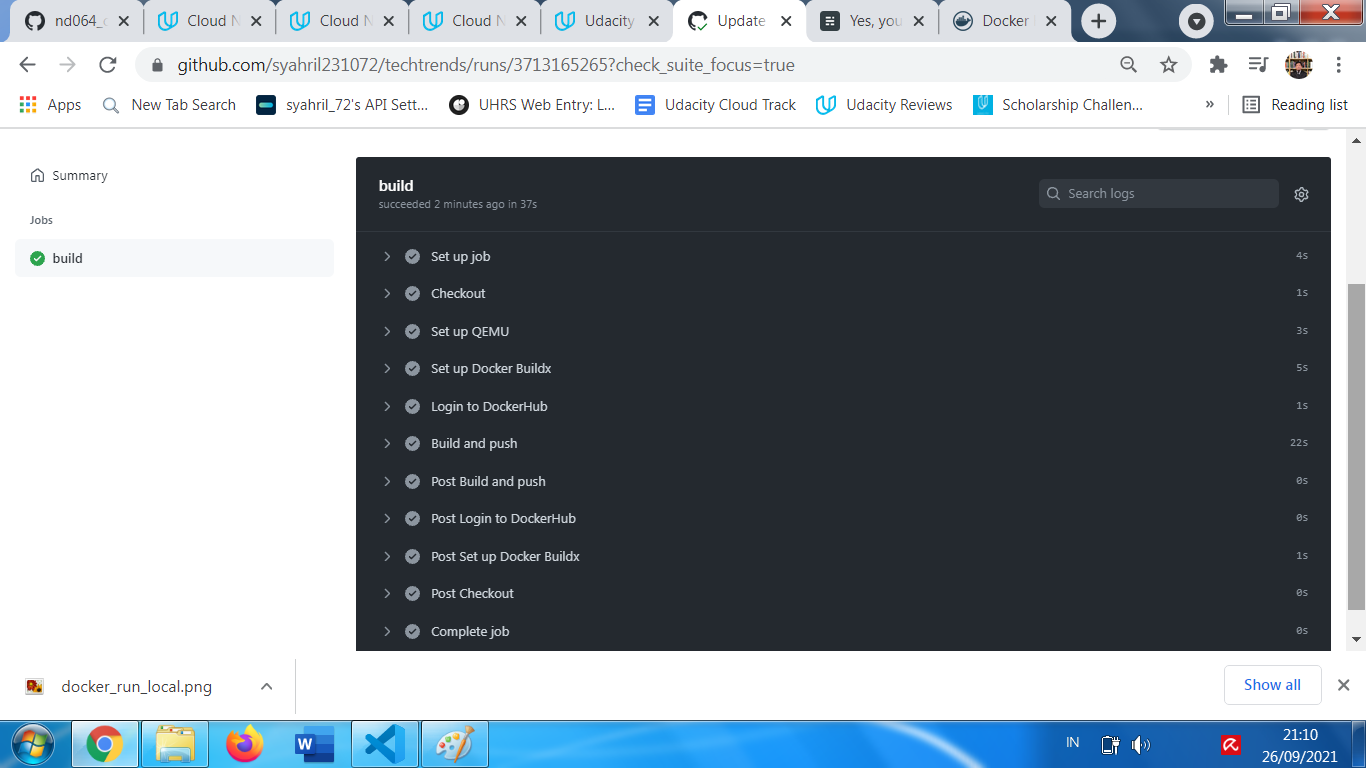 nd064_
Cloud N
Cloud N
Cloud N
Udacity
Update
Yes, you
Docker
github.com/syahril231072/techtrends/runs/3713165265?check_suite_focus=true
Apps
New Tab Search
syahril_72's API Sett...
UHRS Web Entry: L...
Udacity Cloud Track
Udacity Reviews
Scholarship Challen...
»
Reading list
Summary
Jobs
build
build
succeeded 2 minutes ago in 37s
Search logs
Set up job 4s
Checkout 1s
Set up QEMU 3s
Set up Docker Buildx 5s
Login to DockerHub 1s
Build and push 22s
Post Build and push 0s
Post Login to DockerHub 0s
Post Set up Docker Buildx 1s
Post Checkout 0s
Complete job 0s
docker_run_local.png
Show all
IN
21:10
26/09/2021